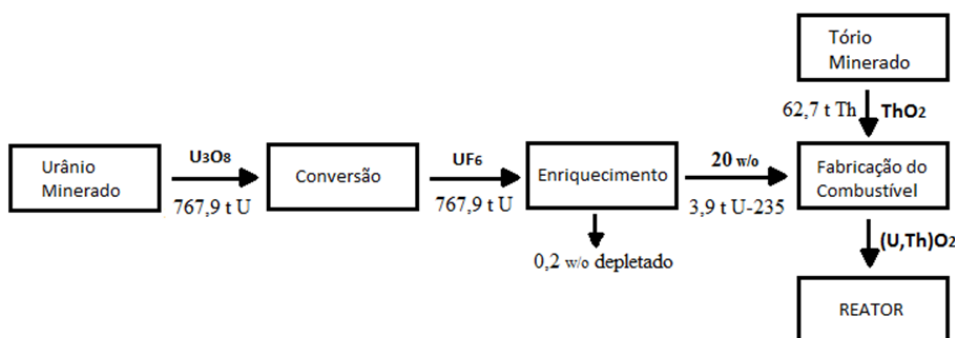 Tório
Minerado
62,7 t Th
ThO2
Urânio
Minerado
U3O8
767,9 t U
Conversão
UF6
767,9 t U
Enriquecimento
20 w/o
3,9 t U-235
Fabricação do
Combustível
0,2 w/o depletado
(U,Th)O2
REATOR